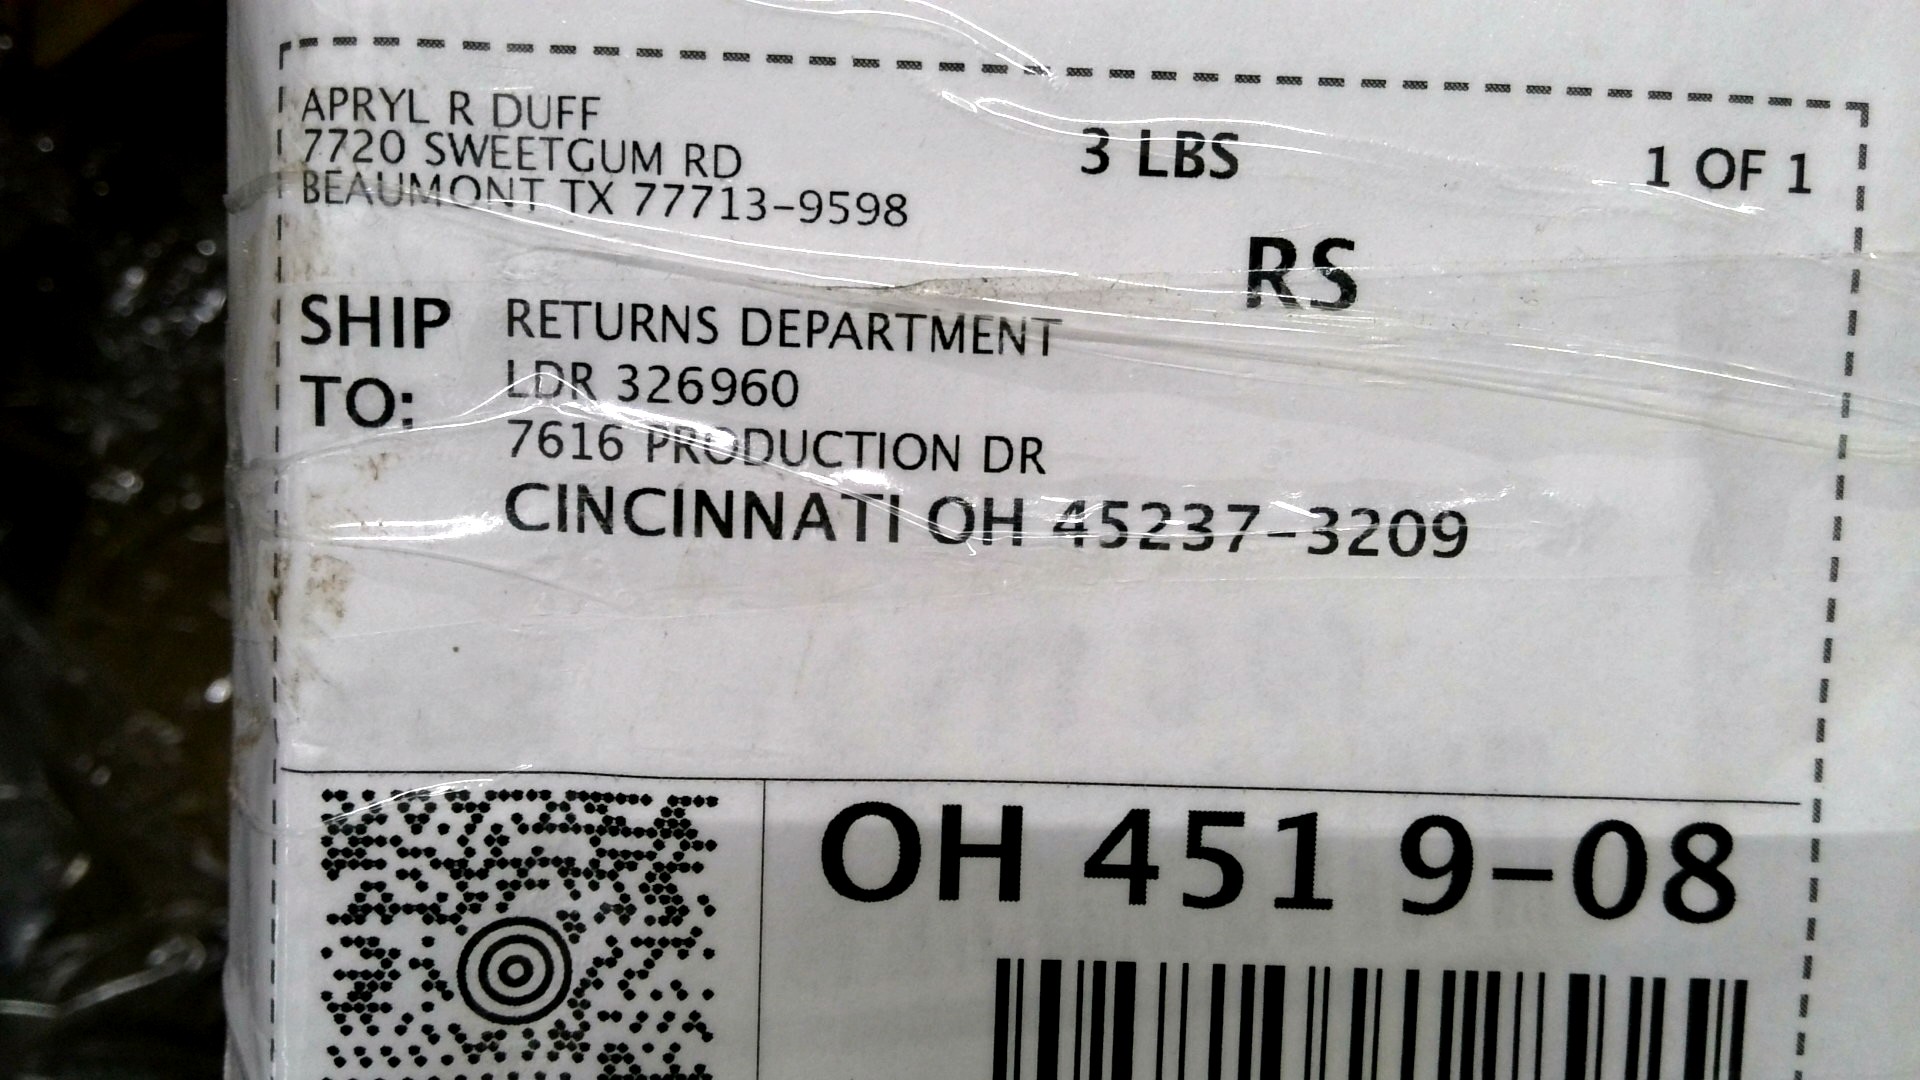 APRYL R DUFF
7720 SWEETGUM RD
BEAUMONT TX 77713-9598
3 LBS
1 OF 1
RS
SHIP TO:
RETURNS DEPARTMENT
LDR 326960
7616 PRODUCTION DR
CINCINNATI OH 45237-3209
OH 451 9-08